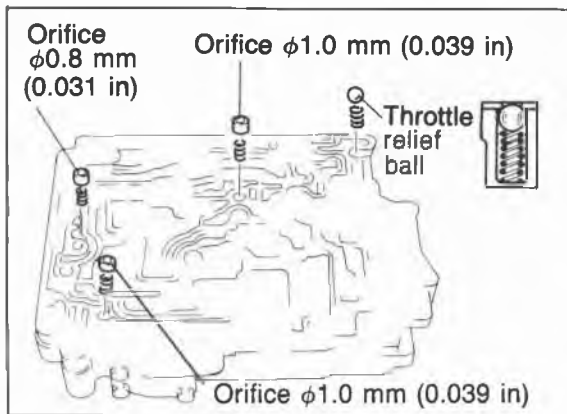 Orifice
φ0.8 mm
(0.031 in)
Orifice φ1.0 mm (0.039 in)
Throttle
relief
ball
Orifice φ1.0 mm (0.039 in)